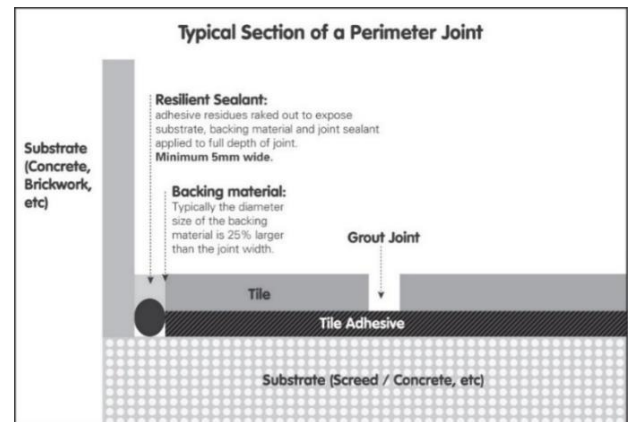 Typical Section of a Perimeter Joint
Resilient Sealant:
adhesive residues raked out to expose
substrate, backing material and joint sealant
applied to full depth of joint.
Minimum 5mm wide.
Substrate
(Concrete,
Brickwork,
etc)
Backing material:
Typically the diameter
size of the backing
material is 25% larger
than the joint width.
Grout Joint
Tile
Tile Adhesive
Substrate (Screed / Concrete, etc)